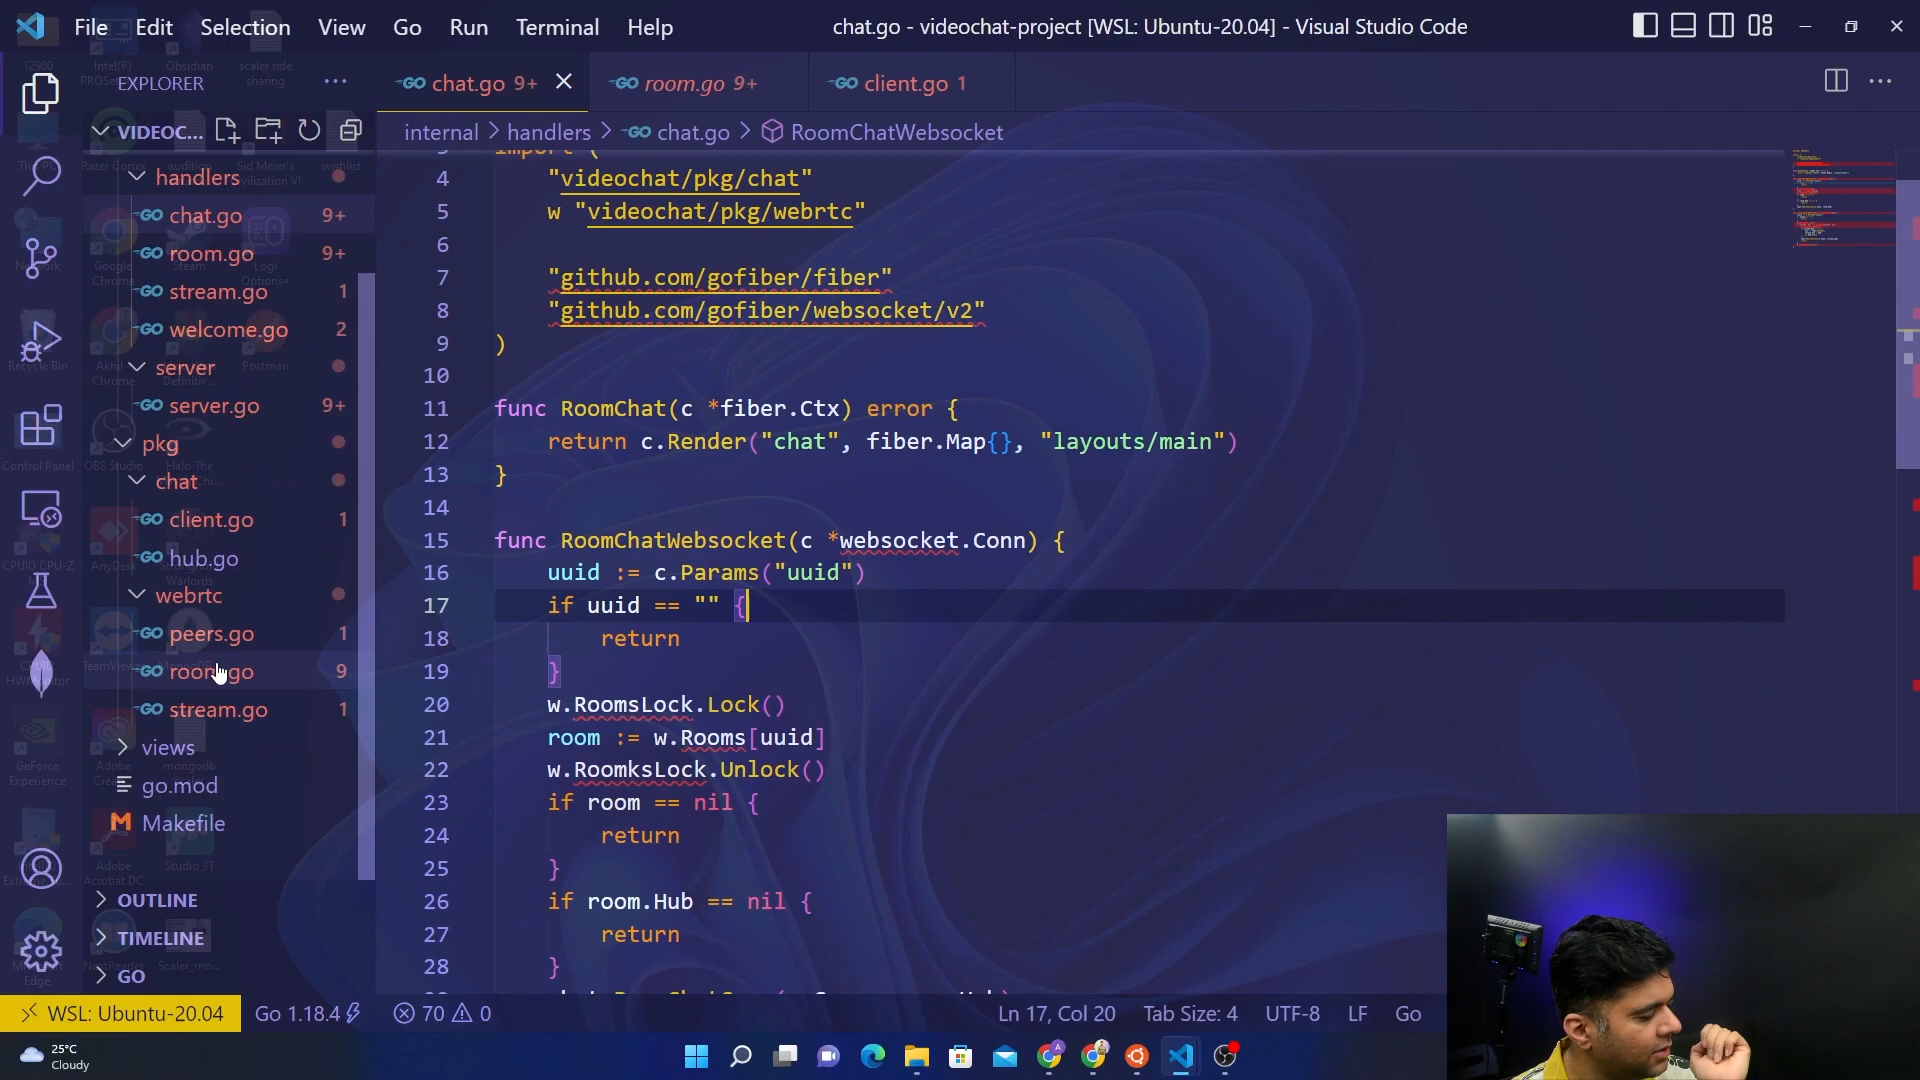 File Edit Selection View Go Run Terminal Help
chat.go - videochat-project [WSL: Ubuntu-20.04] - Visual Studio Code
EXPLORER
VIDEOC...
handlers
chat.go 9+
room.go 9+
stream.go 1
welcome.go 2
server
server.go 9+
pkg
chat
client.go 1
hub.go
webrtc
peers.go 1
room.go 9
stream.go 1
views
go.mod
Makefile
OUTLINE
TIMELINE
GO
chat.go 9+
room.go 9+
client.go 1
internal > handlers > chat.go > RoomChatWebsocket
import (
4 "videochat/pkg/chat"
5 w "videochat/pkg/webrtc"
6
7 "github.com/gofiber/fiber"
8 "github.com/gofiber/websocket/v2"
9 )
10
11 func RoomChat(c *fiber.Ctx) error {
12 return c.Render("chat", fiber.Map{}, "layouts/main")
13 }
14
15 func RoomChatWebsocket(c *websocket.Conn) {
16 uuid := c.Params("uuid")
17 if uuid == "" {
18 return
19 }
20 w.RoomsLock.Lock()
21 room := w.Rooms[uuid]
22 w.RoomksLock.Unlock()
23 if room == nil {
24 return
25 }
26 if room.Hub == nil {
27 return
28 }
WSL: Ubuntu-20.04 Go 1.18.4 70 0
Ln 17, Col 20 Tab Size: 4 UTF-8 LF Go
25°C
Cloudy